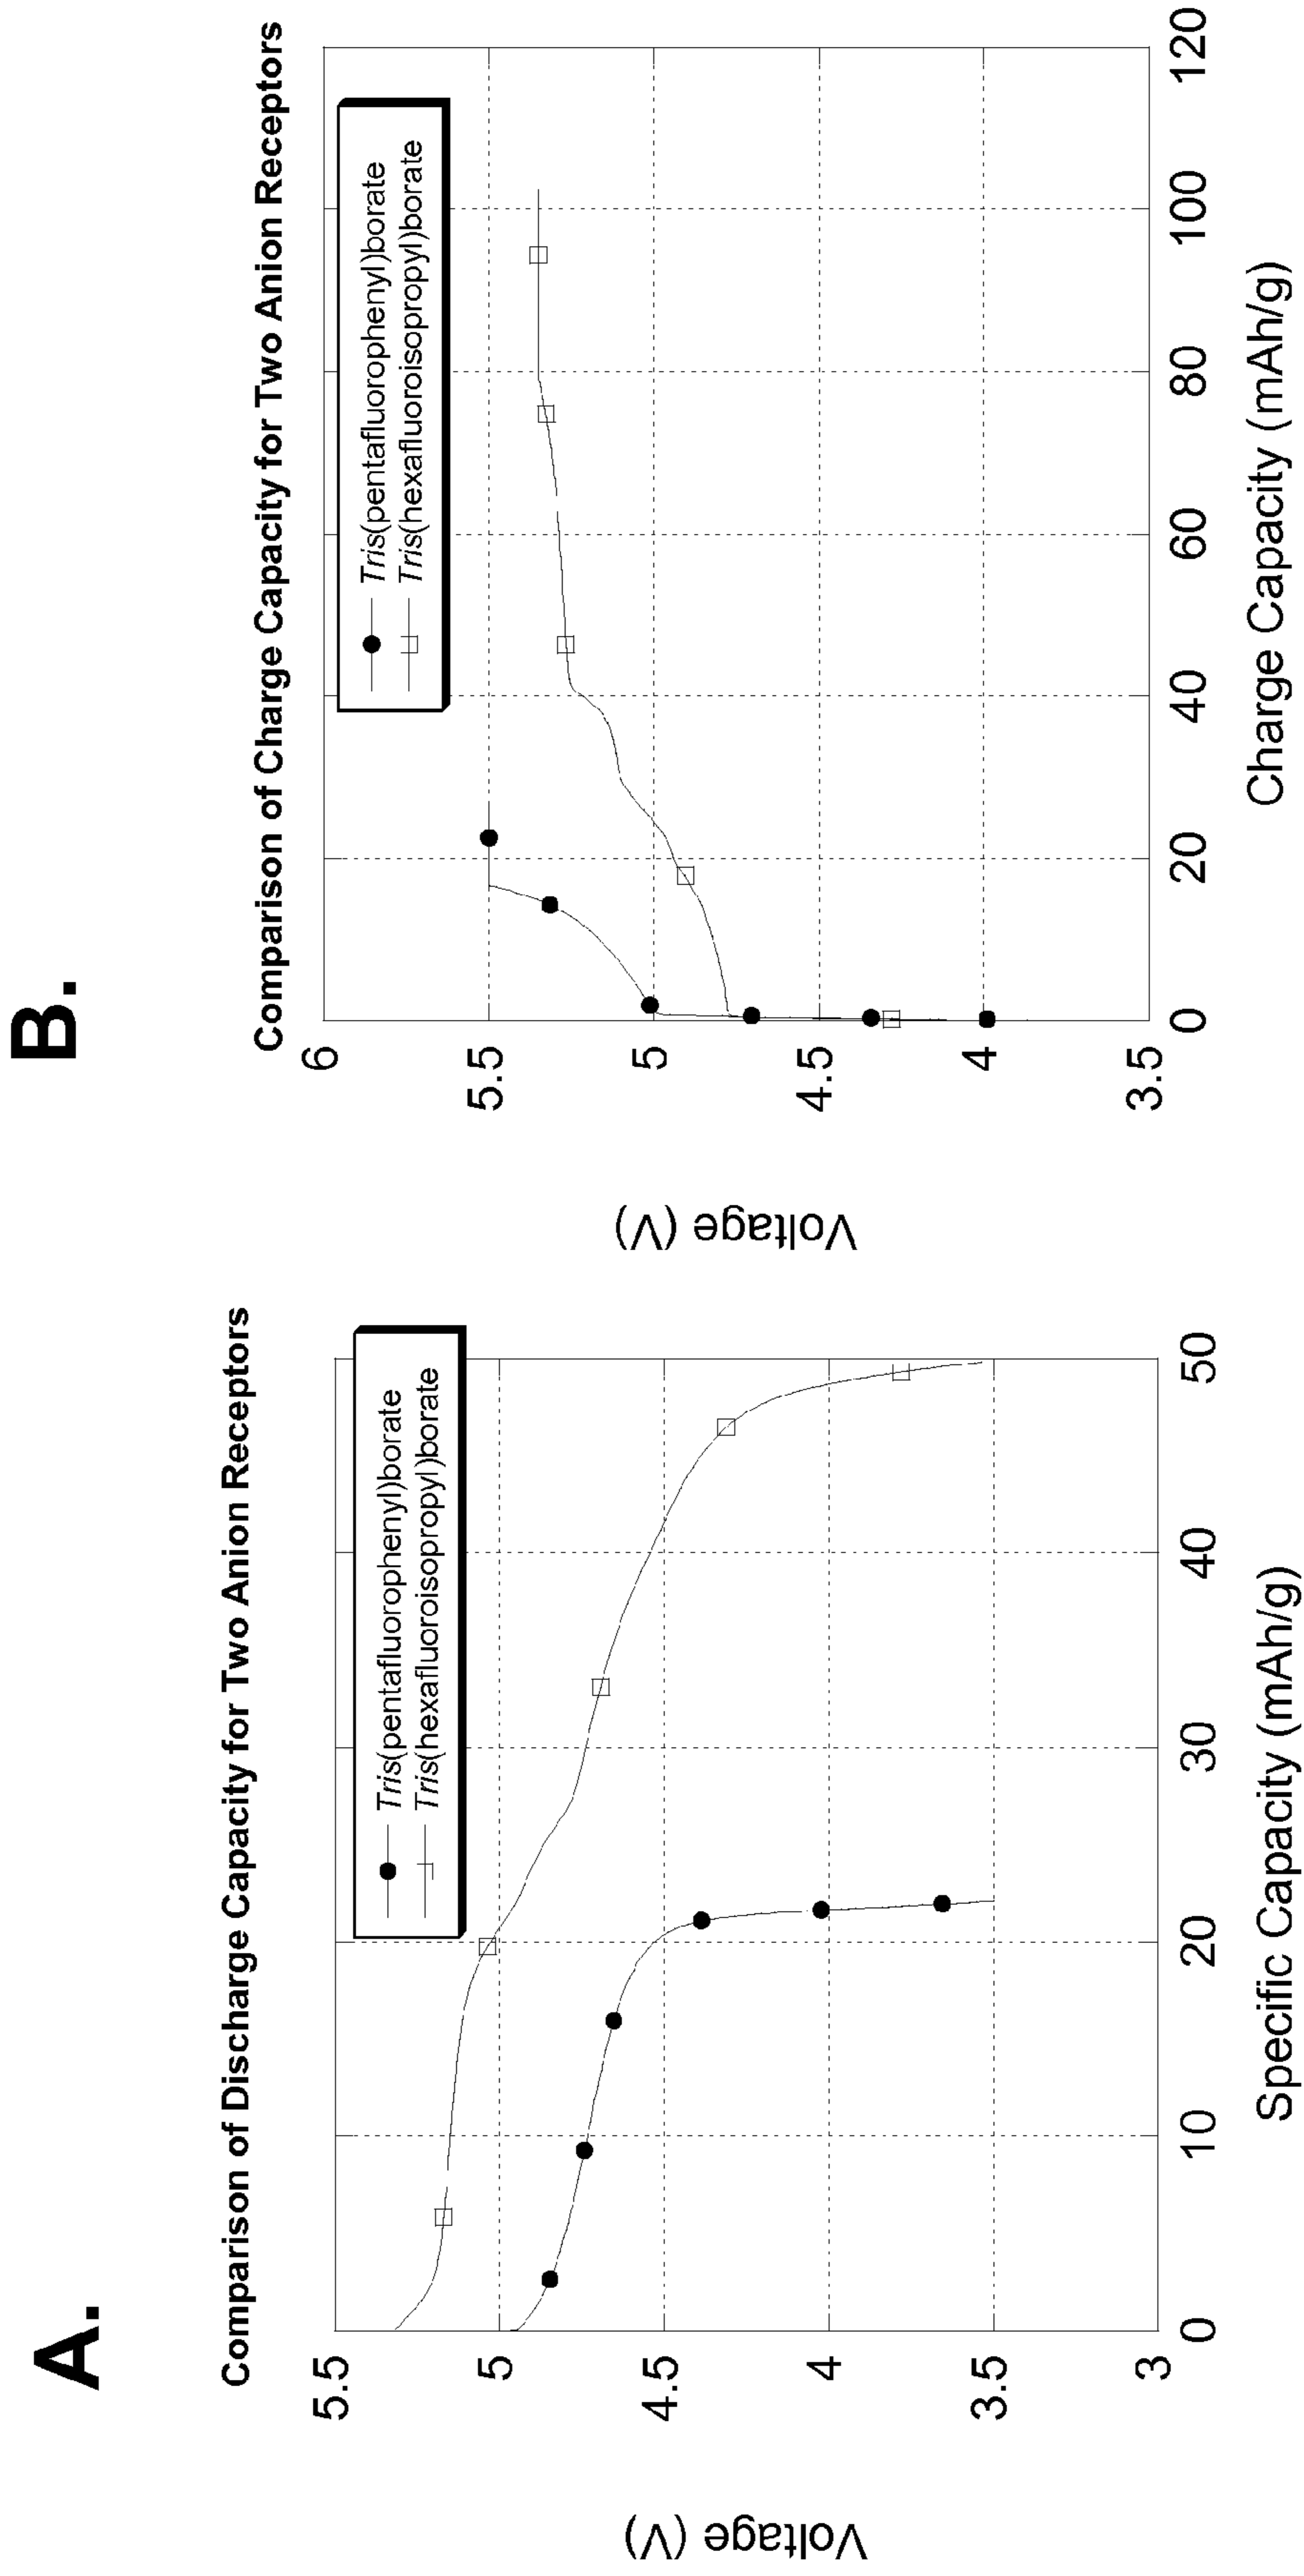 A.
Comparison of Discharge Capacity for Two Anion Receptors
Tris(pentafluorophenyl)borate
Tris(hexafluoroisopropyl)borate
5.5
5
4.5
4
3.5
3
Voltage (V)
0
10
20
30
40
50
Specific Capacity (mAh/g)
B.
Comparison of Charge Capacity for Two Anion Receptors
Tris(pentafluorophenyl)borate
Tris(hexafluoroisopropyl)borate
6
5.5
5
4.5
4
3.5
Voltage (V)
0
20
40
60
80
100
120
Charge Capacity (mAh/g)